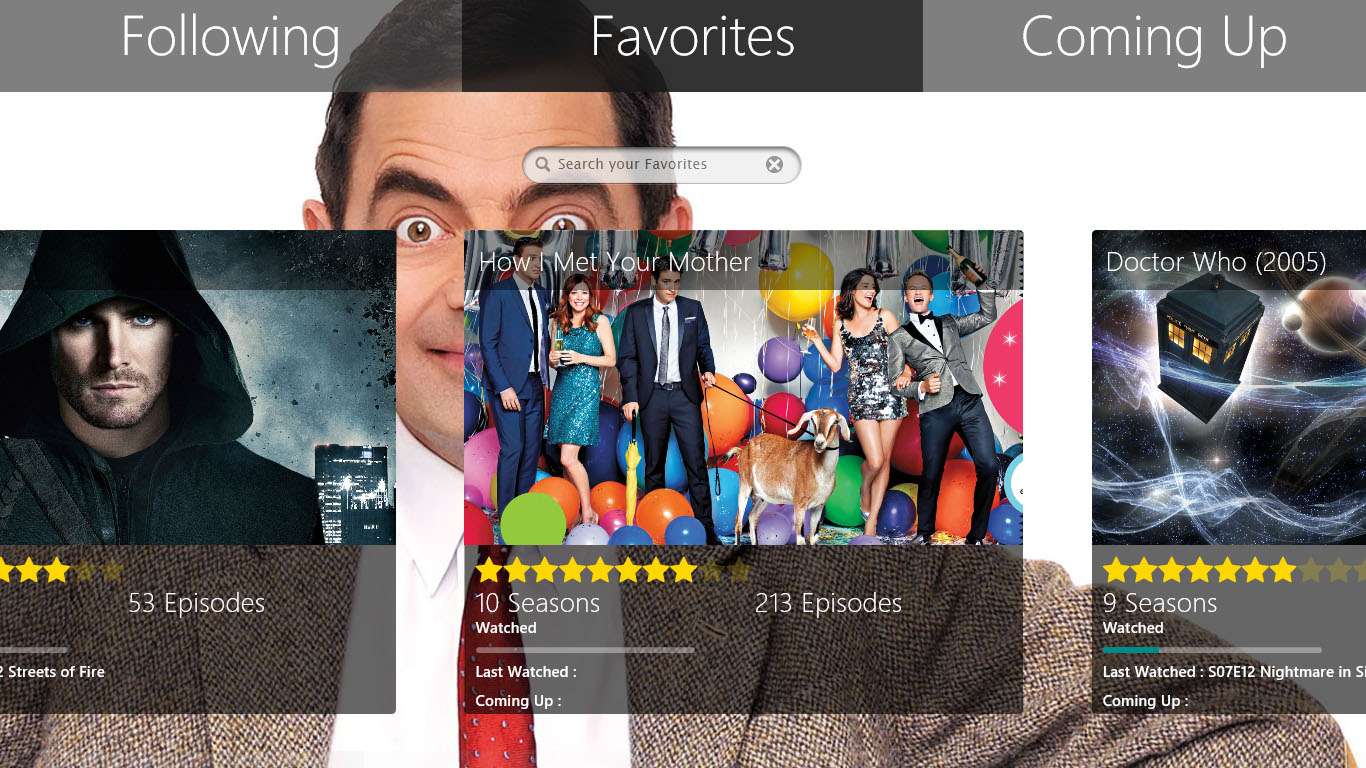 Following
Favorites
Coming Up
Search your Favorites
How I Met Your Mother
Doctor Who (2005)
53 Episodes
2 Streets of Fire
10 Seasons
213 Episodes
Watched
Last Watched :
Coming Up :
9 Seasons
Watched
Last Watched : S07E12 Nightmare in Si
Coming Up :